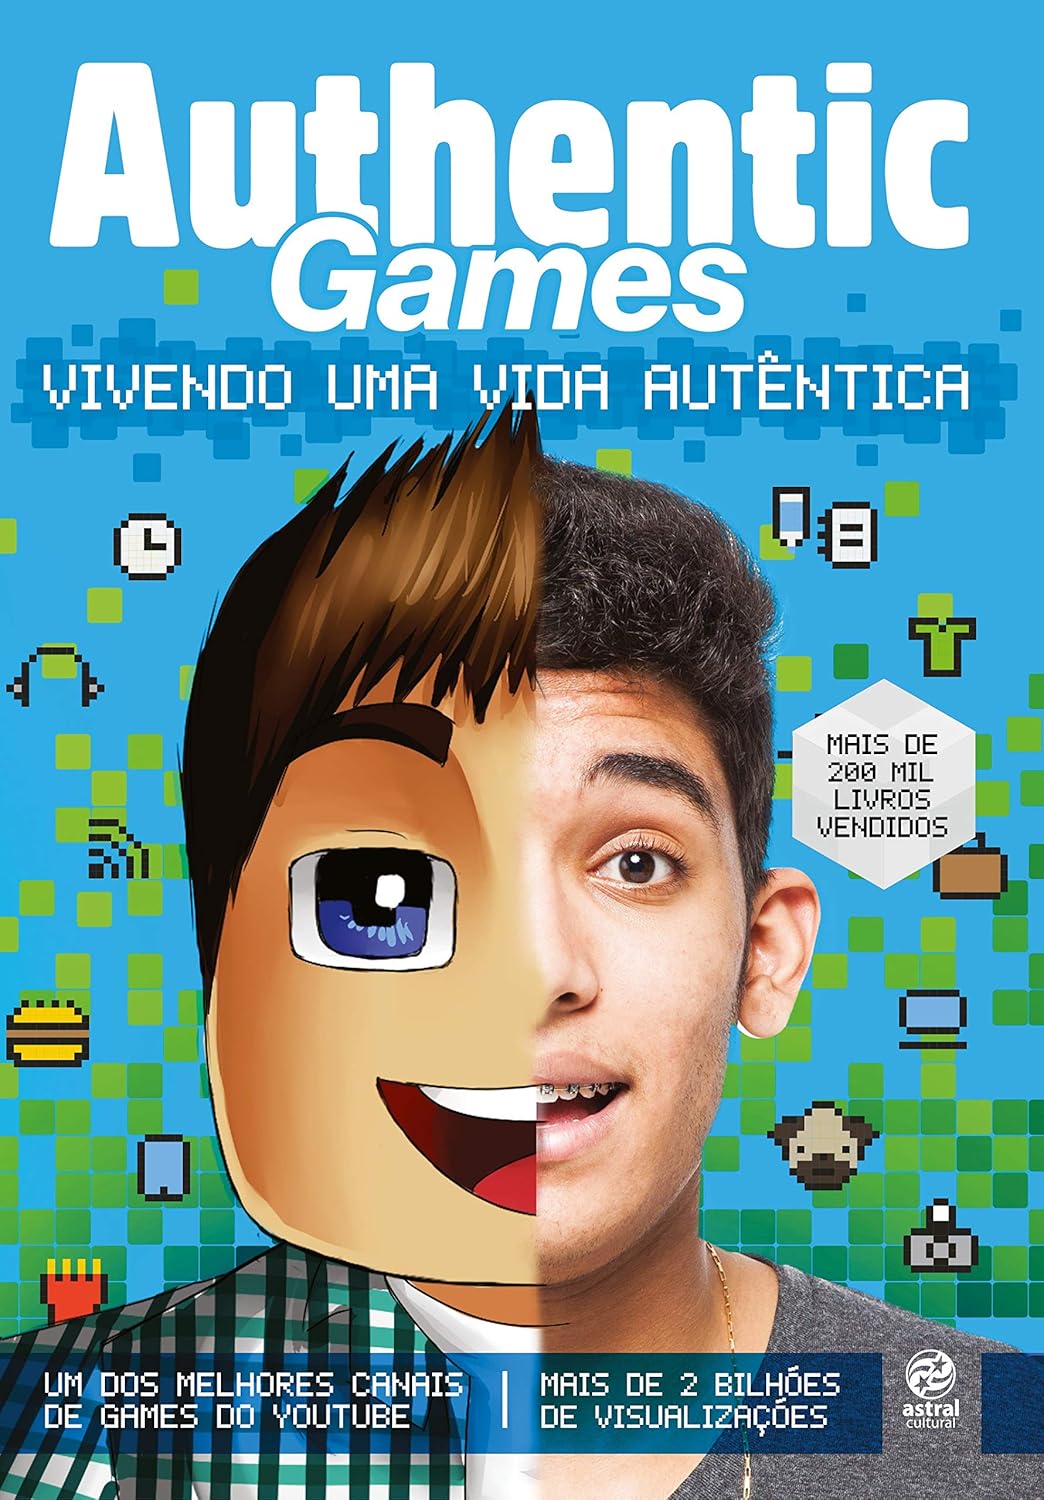 Authentic
Games
VIVENDO UMA VIDA AUTÊNTICA
MAIS DE
200 MIL
LIVROS
VENDIDOS
UM DOS MELHORES CANAIS
DE GAMES DO YOUTUBE
MAIS DE 2 BILHÕES
DE VISUALIZAÇÕES
astral
cultural